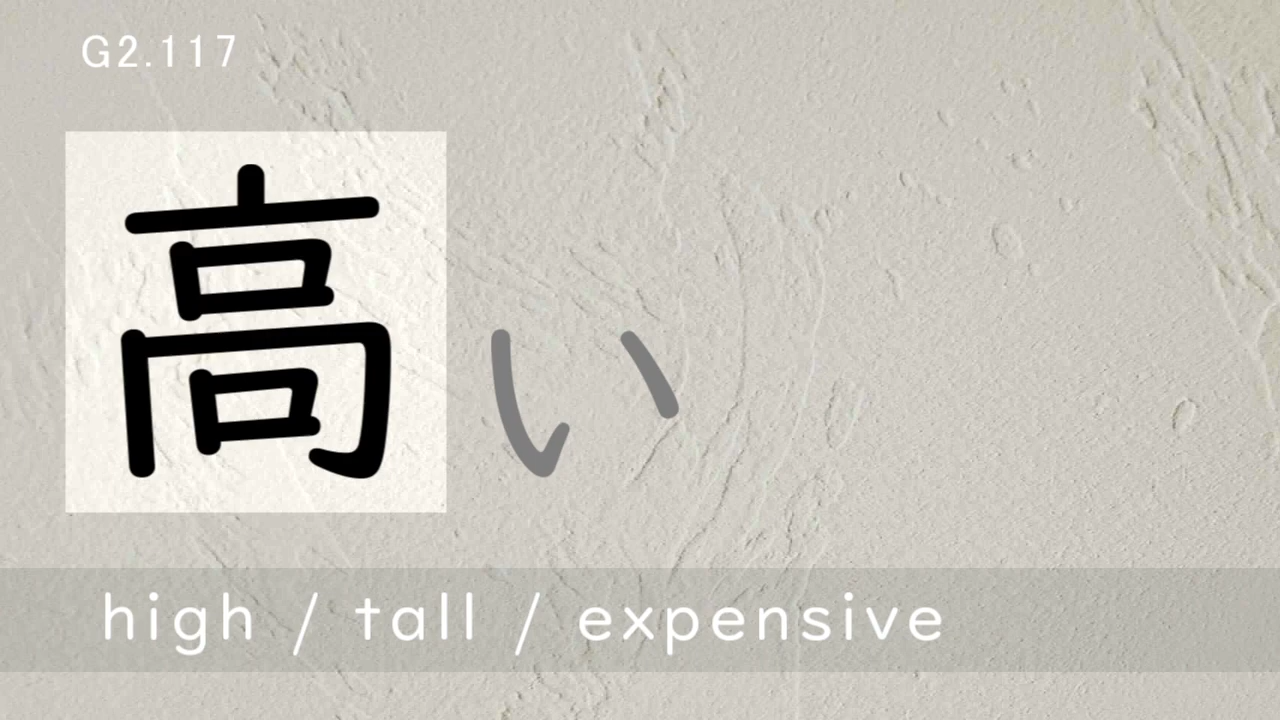 G2.117
高い
high / tall / expensive